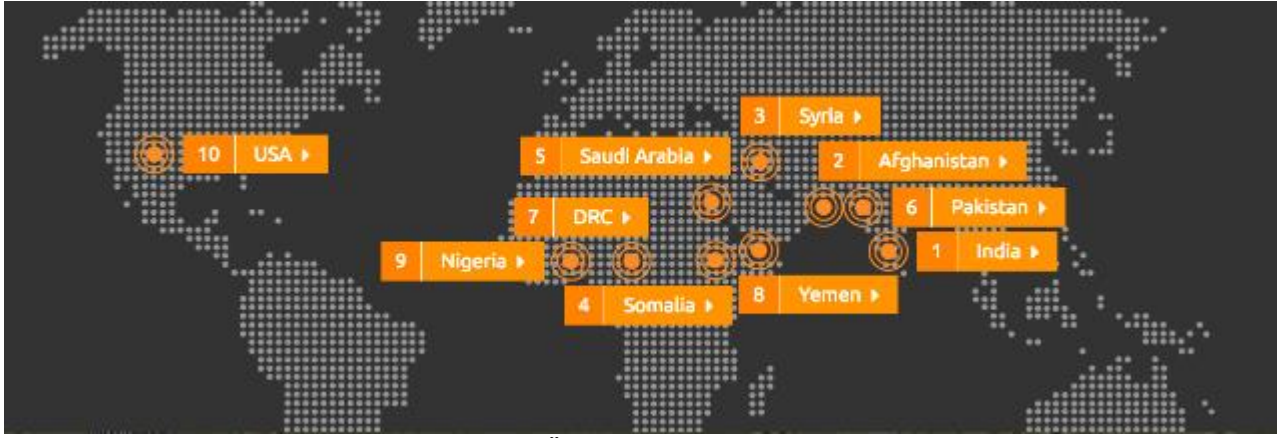 3 Syria
10 USA
5 Saudi Arabia
2 Afghanistan
7 DRC
6 Pakistan
9 Nigeria
1 India
4 Somalia
8 Yemen